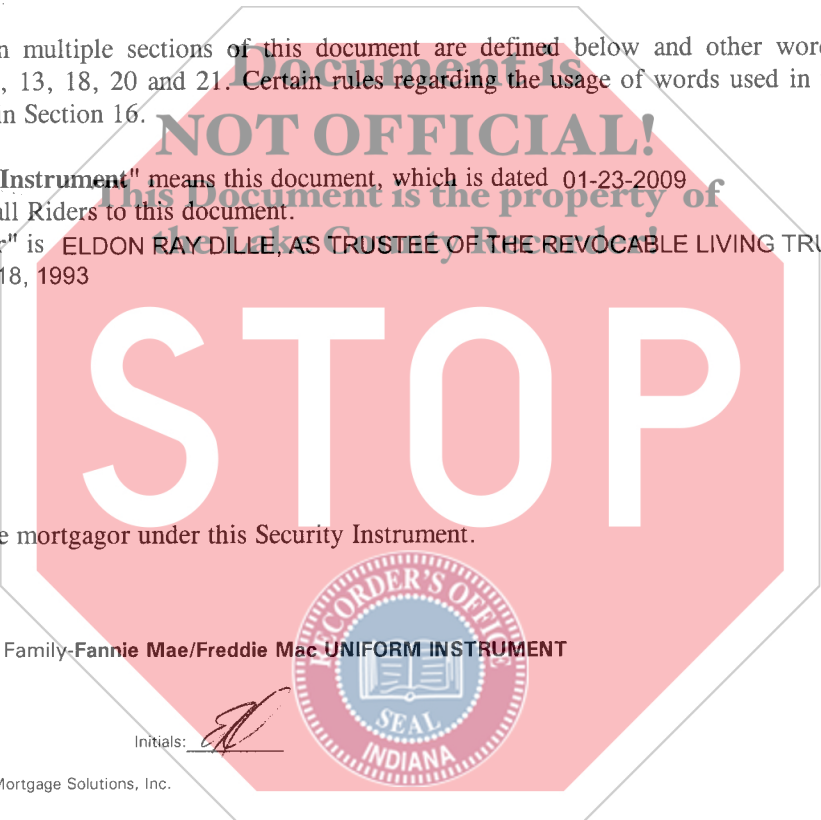 n multiple sections of this document are defined below and other wor
, 13, 18, 20 and 21. Certain rules regarding the usage of words used in
in Section 16.
Document is
NOT OFFICIAL!
This Document is the property of
the Lake County Recorder!
Instrument" means this document, which is dated 01-23-2009
all Riders to this document.
r" is ELDON RAY DILLE, AS TRUSTEE OF THE REVOCABLE LIVING TRU
18, 1993
STOP
e mortgagor under this Security Instrument.
Family-Fannie Mae/Freddie Mac UNIFORM INSTRUMENT
RECORDER'S OFFICE
SEAL
INDIANA
Initials:
Mortgage Solutions, Inc.